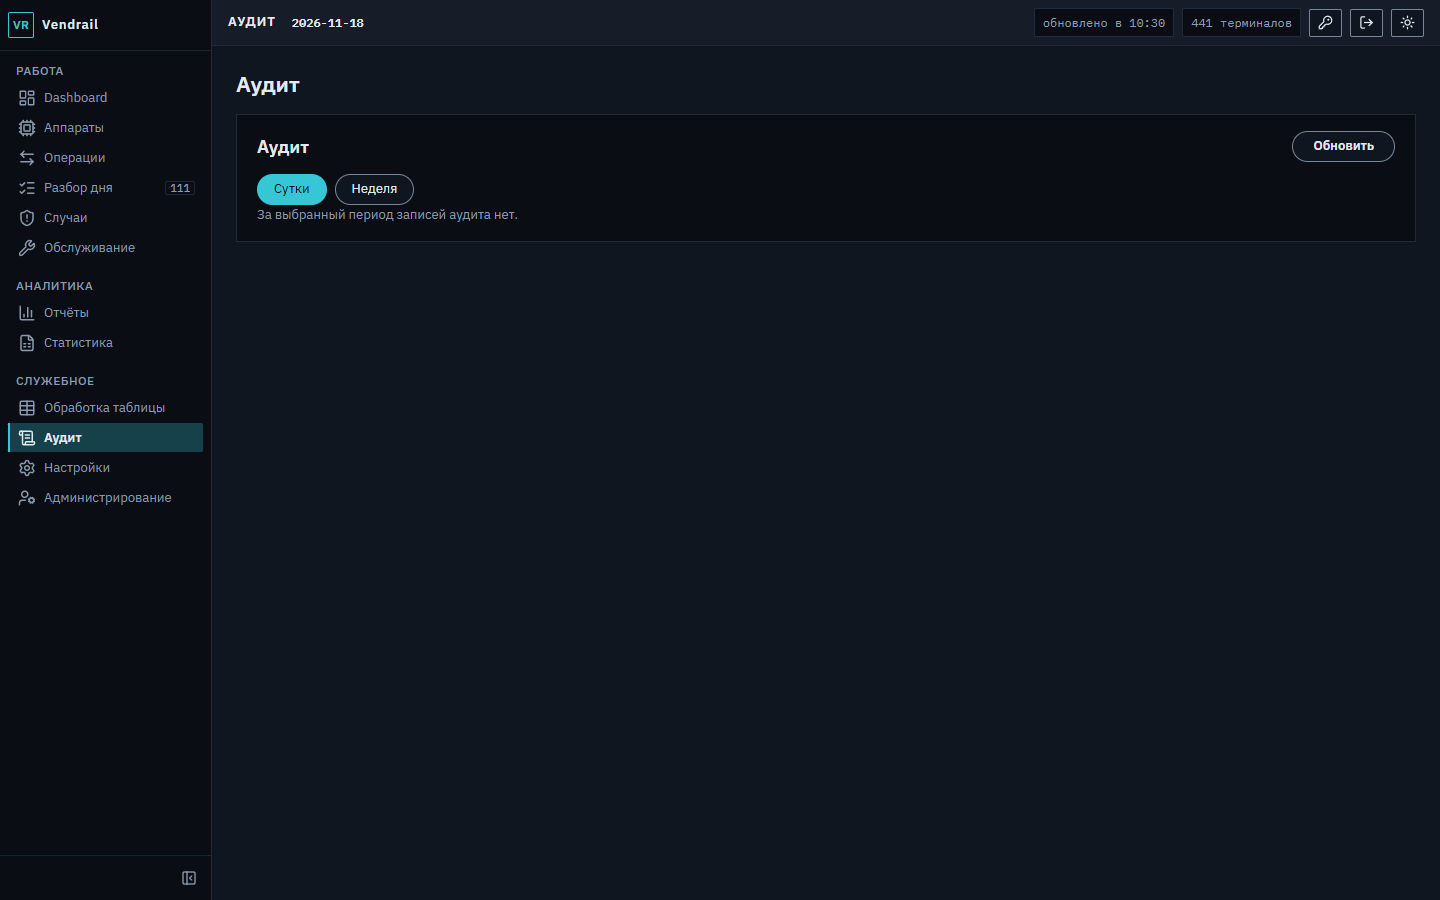 VR Vendrail
РАБОТА
Dashboard
Аппараты
Операции
Разбор дня 111
Случаи
Обслуживание
АНАЛИТИКА
Отчёты
Статистика
СЛУЖЕБНОЕ
Обработка таблицы
Аудит
Настройки
Администрирование
АУДИТ 2026-11-18 обновлено в 10:30 441 терминалов
Аудит
Аудит Обновить
Сутки Неделя
За выбранный период записей аудита нет.